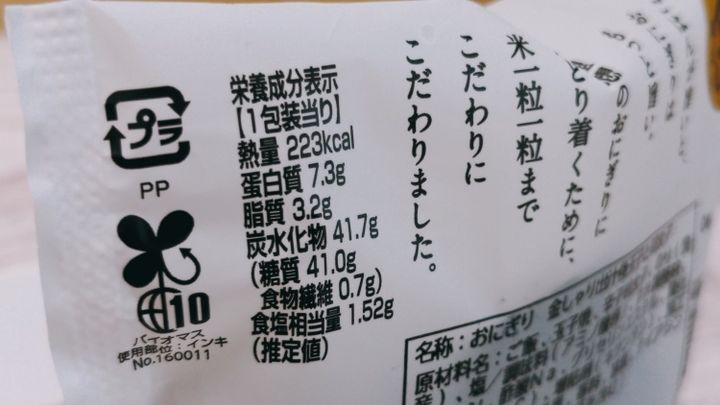 プラ
PP
10
バイオマス
使用部位：インキ
No.160011
栄養成分表示
【1包装当り】
熱量 223kcal
蛋白質 7.3g
脂質 3.2g
炭水化物 41.7g
(糖質 41.0g
食物繊維 0.7g)
食塩相当量 1.52g
(推定値)
のおにぎりに
り着くために、
米一粒一粒まで
こだわりに
こだわりました。
名称：おにぎり 金しゃり
原材料名：ご飯、